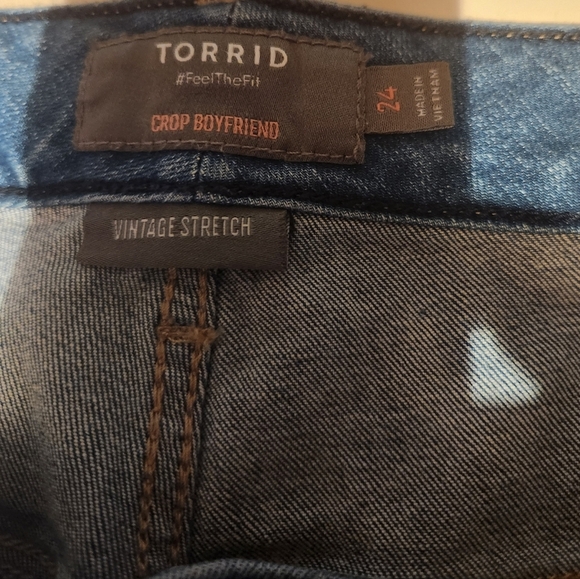 TORRID
#FeelTheFit
CROP BOYFRIEND
24
MADE IN
VIETNAM
VINTAGE STRETCH